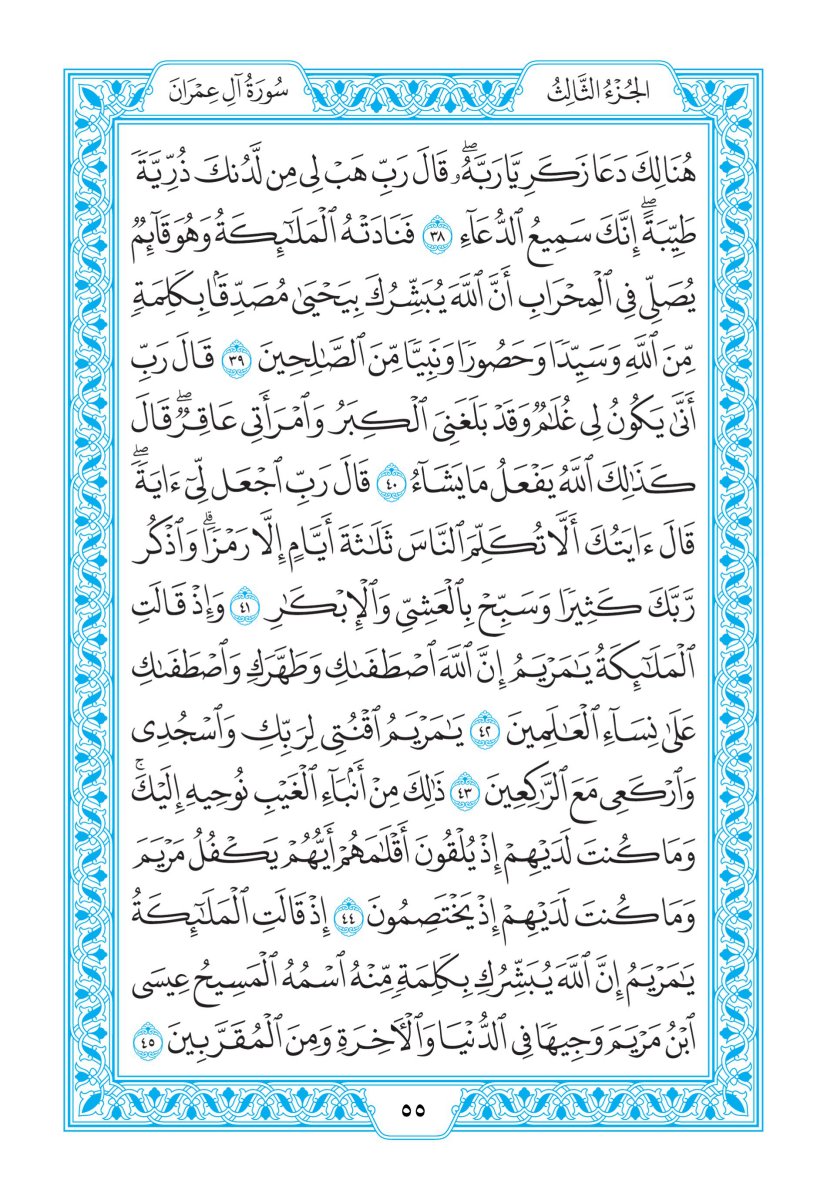 الجُزْءُ الثَّالِثُ
سُورَةُ آلِ عِمْرَانَ
هُنَالِكَ دَعَا زَكَرِيَّا رَبَّهُۥۖ قَالَ رَبِّ هَبْ لِى مِن لَّدُنكَ ذُرِّيَّةً
طَيِّبَةًۖ إِنَّكَ سَمِيعُ ٱلدُّعَآءِ ٣٨ فَنَادَتْهُ ٱلْمَلَـٰٓئِكَةُ وَهُوَ قَآئِمٌ
يُصَلِّى فِى ٱلْمِحْرَابِ أَنَّ ٱللَّهَ يُبَشِّرُكَ بِيَحْيَىٰ مُصَدِّقًۢا بِكَلِمَةٍ
مِّنَ ٱللَّهِ وَسَيِّدًا وَحَصُورًا وَنَبِيًّا مِّنَ ٱلصَّـٰلِحِينَ ٣٩ قَالَ رَبِّ
أَنَّىٰ يَكُونُ لِى غُلَـٰمٌ وَقَدْ بَلَغَنِىَ ٱلْكِبَرُ وَٱمْرَأَتِى عَاقِرٌۖ قَالَ
كَذَٰلِكَ ٱللَّهُ يَفْعَلُ مَا يَشَآءُ ٤٠ قَالَ رَبِّ ٱجْعَل لِّىٓ ءَايَةًۖ
قَالَ ءَايَتُكَ أَلَّا تُكَلِّمَ ٱلنَّاسَ ثَلَـٰثَةَ أَيَّامٍ إِلَّا رَمْزًاۗ وَٱذْكُر
رَّبَّكَ كَثِيرًا وَسَبِّحْ بِٱلْعَشِىِّ وَٱلْإِبْكَـٰرِ ٤١ وَإِذْ قَالَتِ
ٱلْمَلَـٰٓئِكَةُ يَـٰمَرْيَمُ إِنَّ ٱللَّهَ ٱصْطَفَىٰكِ وَطَهَّرَكِ وَٱصْطَفَىٰكِ
عَلَىٰ نِسَآءِ ٱلْعَـٰلَمِينَ ٤٢ يَـٰمَرْيَمُ ٱقْنُتِى لِرَبِّكِ وَٱسْجُدِى
وَٱرْكَعِى مَعَ ٱلرَّٰكِعِينَ ٤٣ ذَٰلِكَ مِنْ أَنۢبَآءِ ٱلْغَيْبِ نُوحِيهِ إِلَيْكَۚ
وَمَا كُنتَ لَدَيْهِمْ إِذْ يُلْقُونَ أَقْلَـٰمَهُمْ أَيُّهُمْ يَكْفُلُ مَرْيَمَ
وَمَا كُنتَ لَدَيْهِمْ إِذْ يَخْتَصِمُونَ ٤٤ إِذْ قَالَتِ ٱلْمَلَـٰٓئِكَةُ
يَـٰمَرْيَمُ إِنَّ ٱللَّهَ يُبَشِّرُكِ بِكَلِمَةٍ مِّنْهُ ٱسْمُهُ ٱلْمَسِيحُ عِيسَى
ٱبْنُ مَرْيَمَ وَجِيهًا فِى ٱلدُّنْيَا وَٱلْـَٔاخِرَةِ وَمِنَ ٱلْمُقَرَّبِينَ ٤٥
٥٥